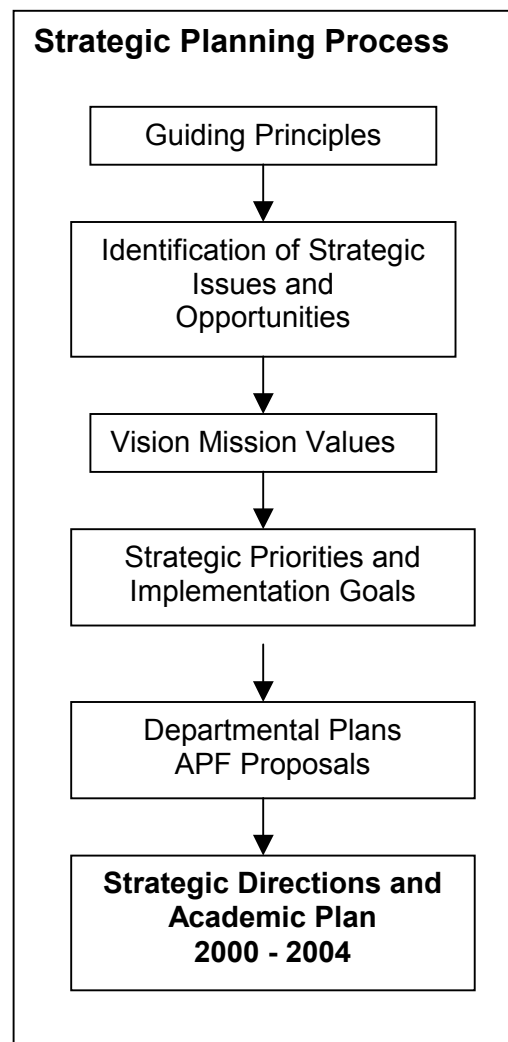 Strategic Planning Process
Guiding Principles
Identification of Strategic
Issues and
Opportunities
Vision Mission Values
Strategic Priorities and
Implementation Goals
Departmental Plans
APF Proposals
Strategic Directions and
Academic Plan
2000 - 2004